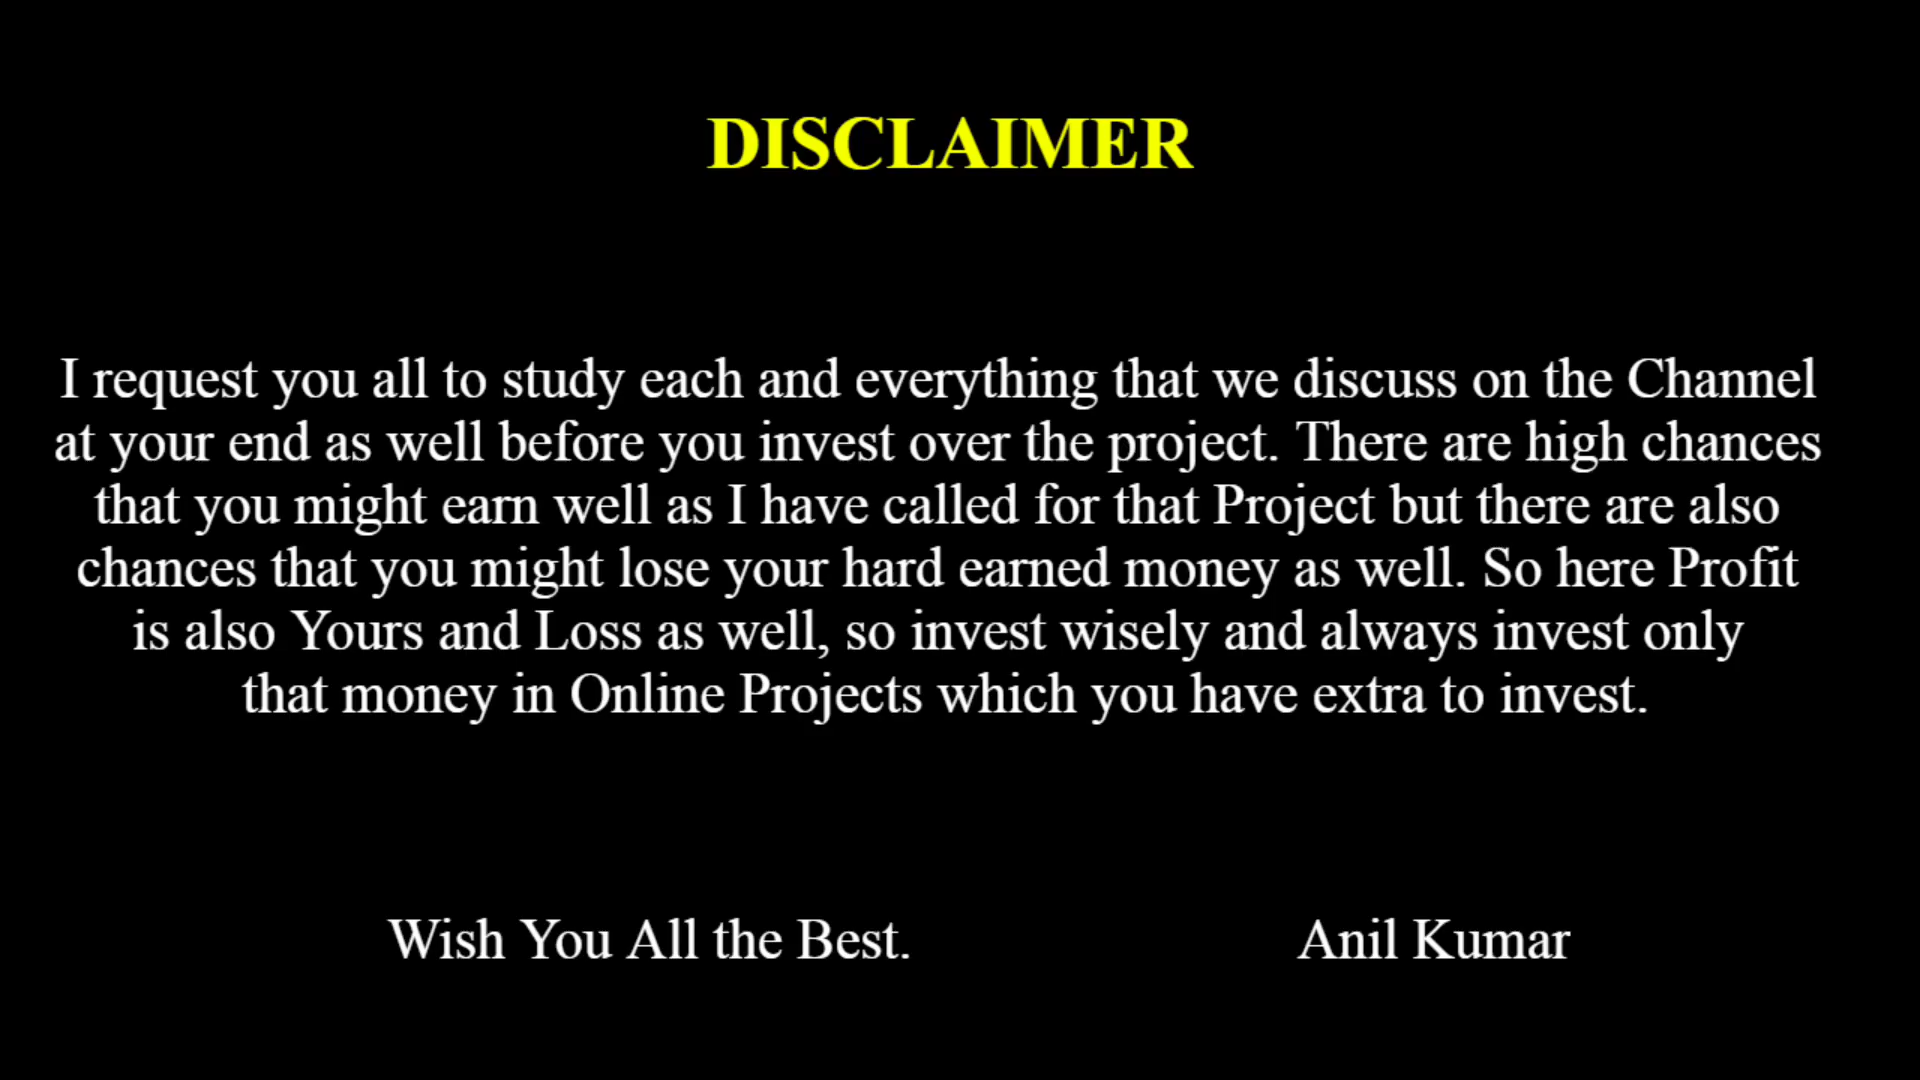 DISCLAIMER
I request you all to study each and everything that we discuss on the Channel
at your end as well before you invest over the project. There are high chances
that you might earn well as I have called for that Project but there are also
chances that you might lose your hard earned money as well. So here Profit
is also Yours and Loss as well, so invest wisely and always invest only
that money in Online Projects which you have extra to invest.
Wish You All the Best. Anil Kumar